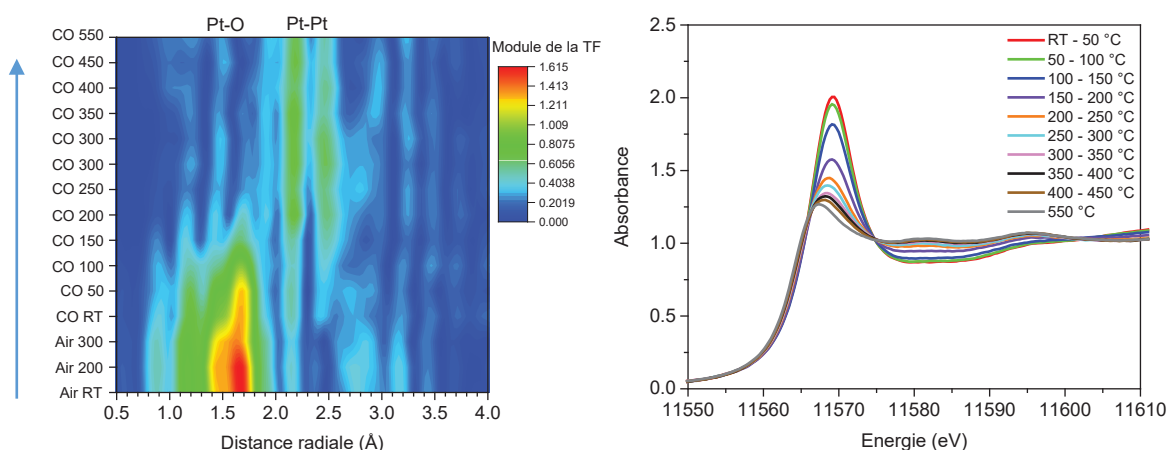 Pt-O
Pt-Pt
CO 550
CO 450
CO 400
CO 350
CO 300
CO 250
CO 200
CO 150
CO 100
CO 50
CO RT
Air 300
Air 200
Air RT
0.5 1.0 1.5 2.0 2.5 3.0 3.5 4.0
Distance radiale (Å)
Module de la TF
1.615
1.413
1.211
1.009
0.8075
0.6056
0.4038
0.2019
0.000
Absorbance
2.5
2.0
1.5
1.0
0.5
0.0
11550 11560 11570 11580 11590 11600 11610
Energie (eV)
RT - 50 °C
50 - 100 °C
100 - 150 °C
150 - 200 °C
200 - 250 °C
250 - 300 °C
300 - 350 °C
350 - 400 °C
400 - 450 °C
550 °C